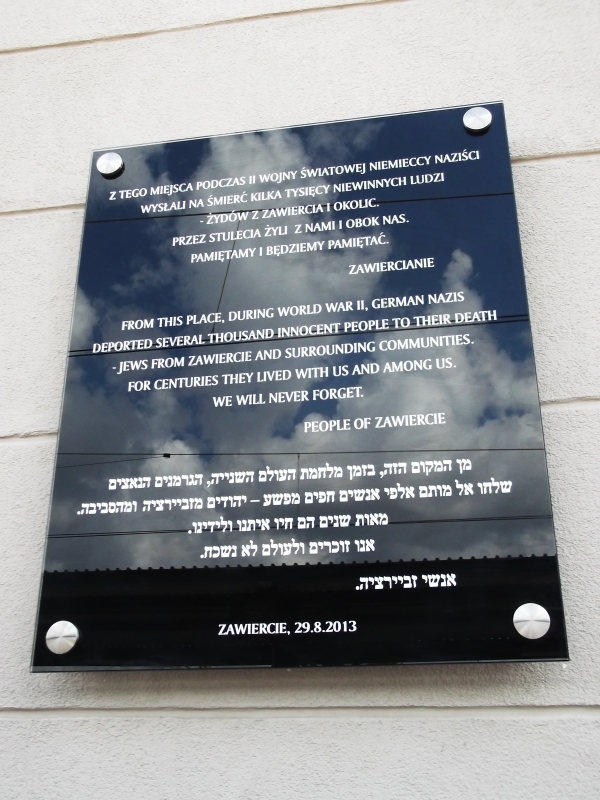 Z TEGO MIEJSCA PODCZAS II WOJNY ŚWIATOWEJ NIEMIECCY NAZIŚCI
WYSŁALI NA ŚMIERĆ KILKA TYSIĘCY NIEWINNYCH LUDZI
- ŻYDÓW Z ZAWIERCIA I OKOLIC.
PRZEZ STULECIA ŻYLI Z NAMI I OBOK NAS.
PAMIĘTAMY I BĘDZIEMY PAMIĘTAĆ.
ZAWIERCIANIE
FROM THIS PLACE, DURING WORLD WAR II, GERMAN NAZIS
DEPORTED SEVERAL THOUSAND INNOCENT PEOPLE TO THEIR DEATH
- JEWS FROM ZAWIERCIE AND SURROUNDING COMMUNITIES.
FOR CENTURIES THEY LIVED WITH US AND AMONG US.
WE WILL NEVER FORGET.
PEOPLE OF ZAWIERCIE
מן המקום הזה, בזמן מלחמת העולם השנייה, הגרמנים הנאצים
שלחו אל מותם אלפי אנשים חפים מפשע – יהודים מזביירציה ומהסביבה.
מאות שנים הם חיו איתנו ולידינו.
אנו זוכרים ולעולם לא נשכח.
אנשי זביירציה.
ZAWIERCIE, 29.8.2013